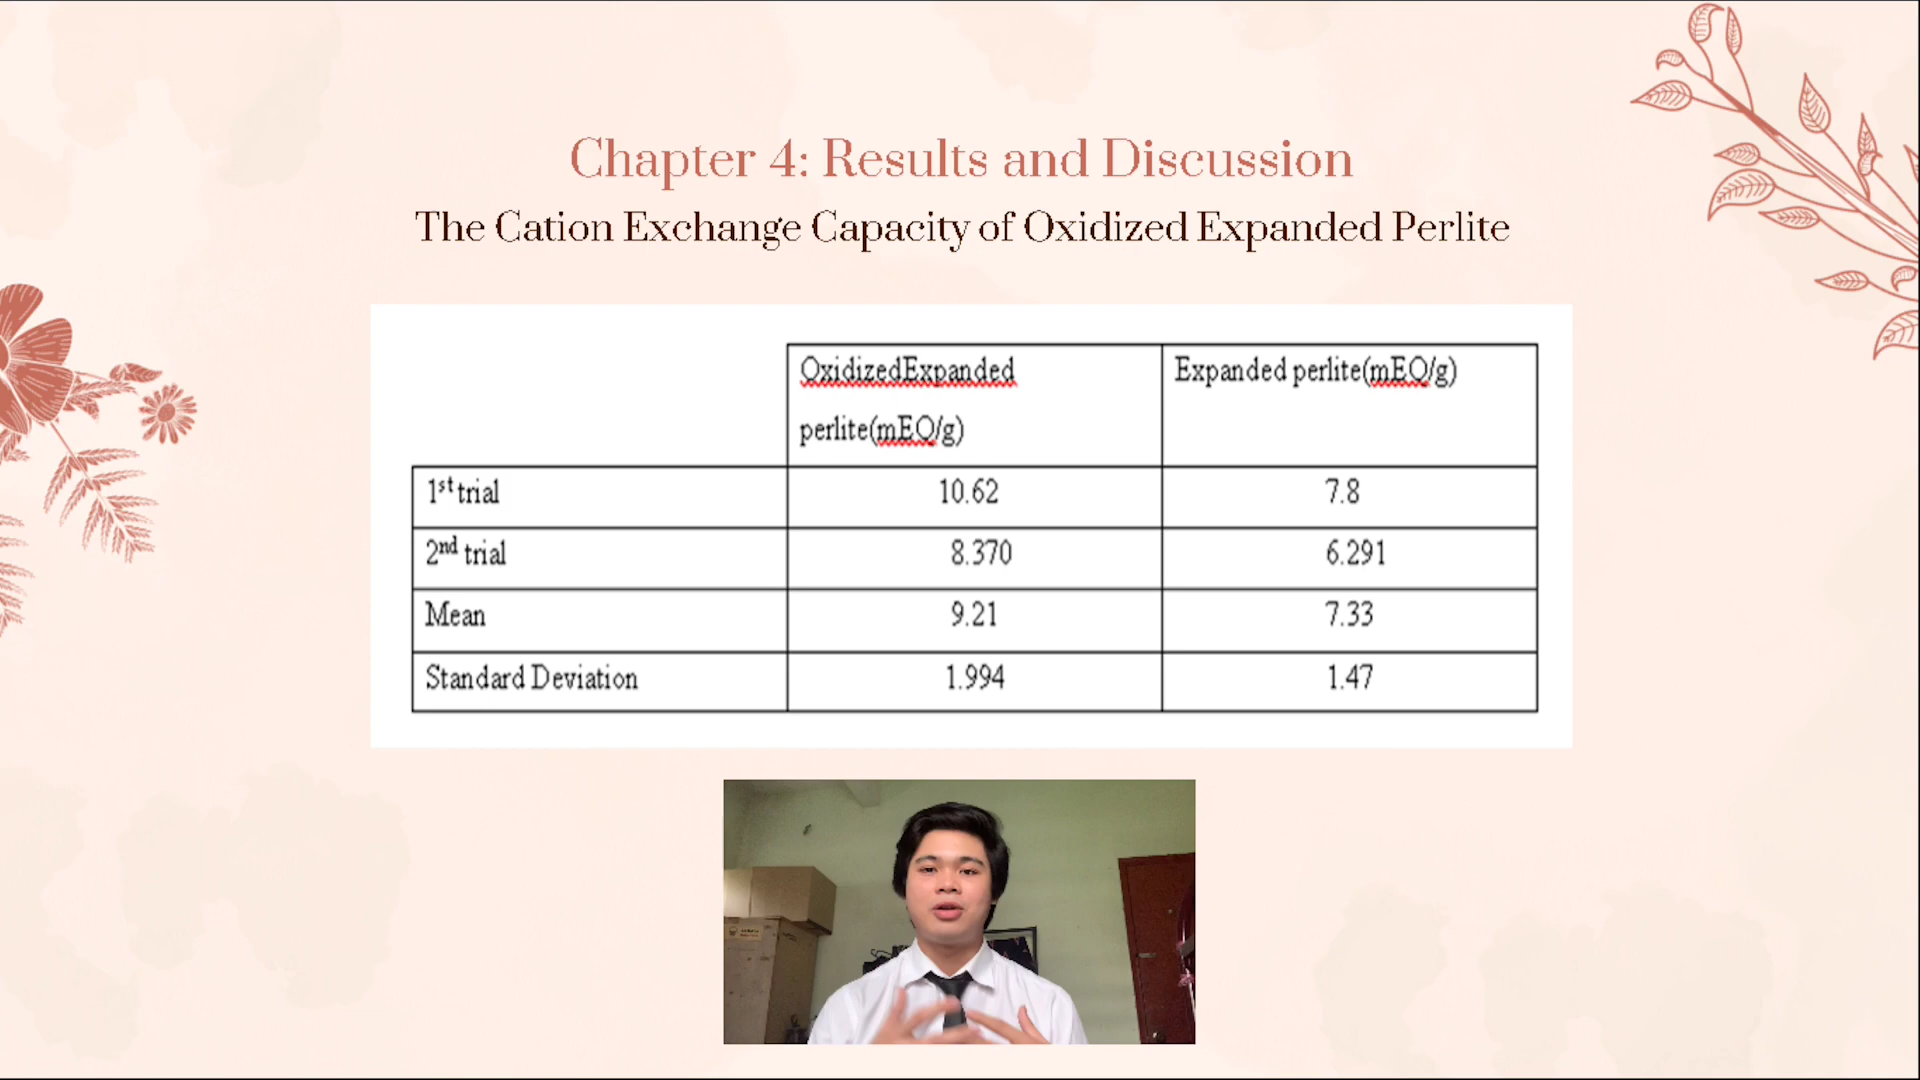 Chapter 4: Results and Discussion
The Cation Exchange Capacity of Oxidized Expanded Perlite
OxidizedExpanded perlite(mEQ/g) Expanded perlite(mEQ/g)
1st trial 10.62 7.8
2nd trial 8.370 6.291
Mean 9.21 7.33
Standard Deviation 1.994 1.47